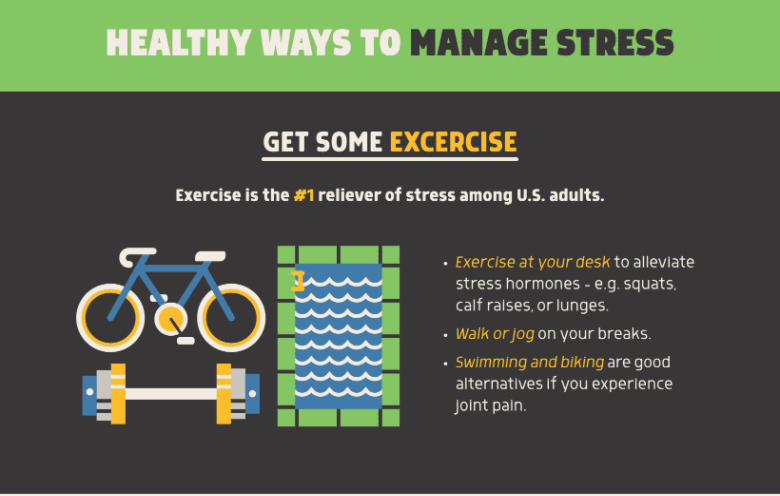 HEALTHY WAYS TO MANAGE STRESS
GET SOME EXCERCISE
Exercise is the #1 reliever of stress among U.S. adults.
• Exercise at your desk to alleviate
stress hormones - e.g. squats,
calf raises, or lunges.
• Walk or jog on your breaks.
• Swimming and biking are good
alternatives if you experience
joint pain.